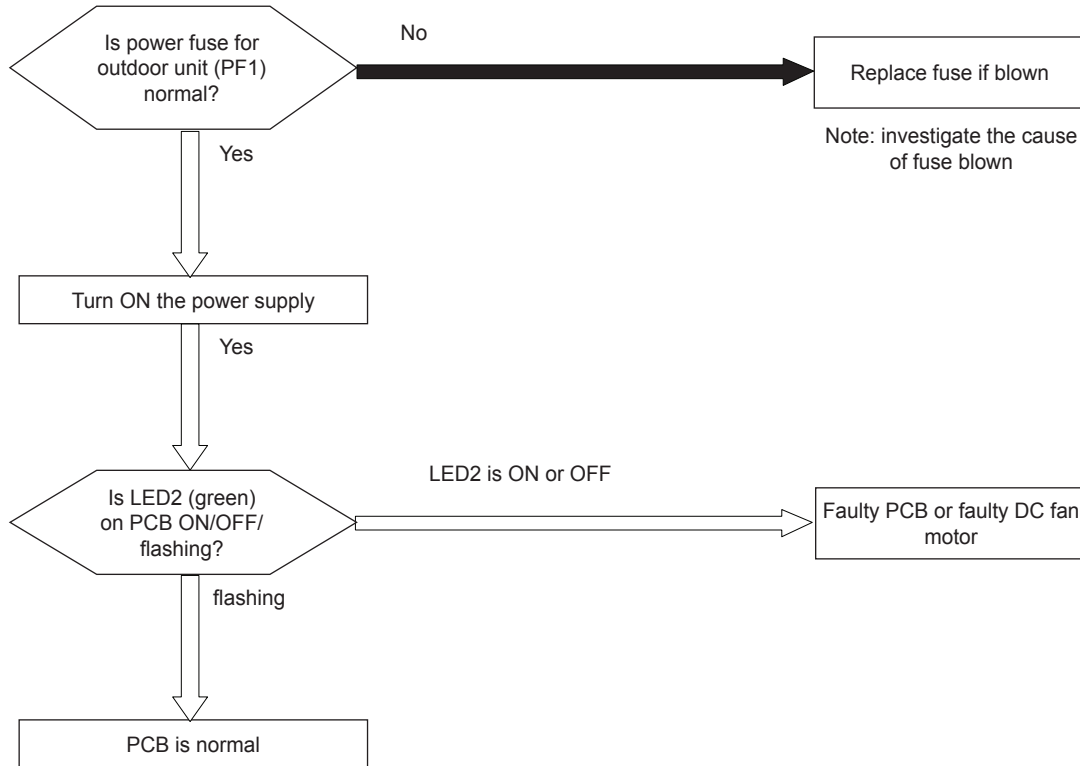 Is power fuse for
outdoor unit (PF1)
normal?
No
Replace fuse if blown
Note: investigate the cause
of fuse blown
Yes
Turn ON the power supply
Yes
Is LED2 (green)
on PCB ON/OFF/
flashing?
LED2 is ON or OFF
Faulty PCB or faulty DC fan
motor
flashing
PCB is normal